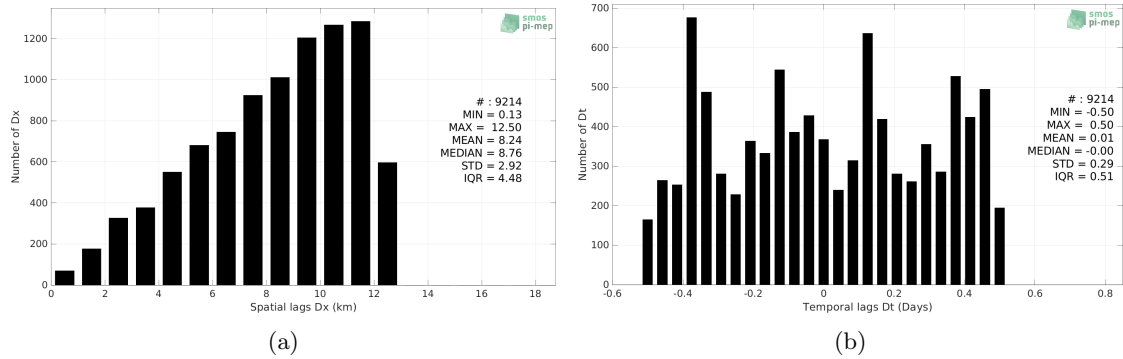 smos
pi-mep
Number of Dx
1200
1000
800
600
400
200
0
# : 9214
MIN = 0.13
MAX = 12.50
MEAN = 8.24
MEDIAN = 8.76
STD = 2.92
IQR = 4.48
0 2 4 6 8 10 12 14 16 18
Spatial lags Dx (km)
(a)
smos
pi-mep
Number of Dt
700
600
500
400
300
200
100
0
# : 9214
MIN = -0.50
MAX = 0.50
MEAN = 0.01
MEDIAN = -0.00
STD = 0.29
IQR = 0.51
-0.6 -0.4 -0.2 0 0.2 0.4 0.6 0.8
Temporal lags Dt (Days)
(b)